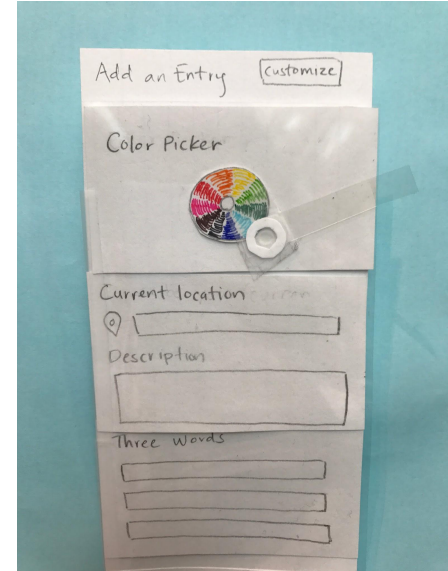 Add an Entry
Customize
Color Picker
Current location
Description
Three Words